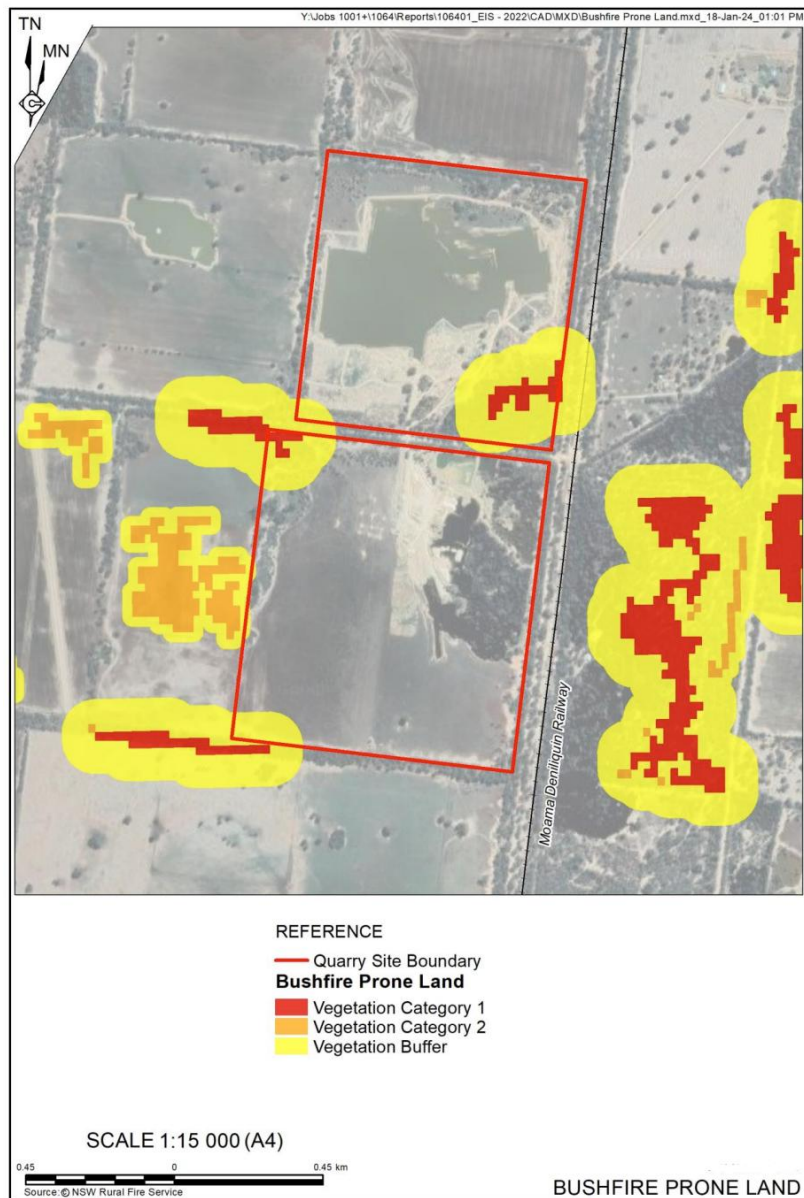 Y:\Jobs 1001+\1064\Reports\106401_EIS - 2022\CAD\MXD\Bushfire Prone Land.mxd_18-Jan-24_01:01 PM
TN
MN
Moama Deniliquin Railway
REFERENCE
Quarry Site Boundary
Bushfire Prone Land
Vegetation Category 1
Vegetation Category 2
Vegetation Buffer
SCALE 1:15 000 (A4)
0.45 0 0.45 km
Source: © NSW Rural Fire Service
BUSHFIRE PRONE LAND